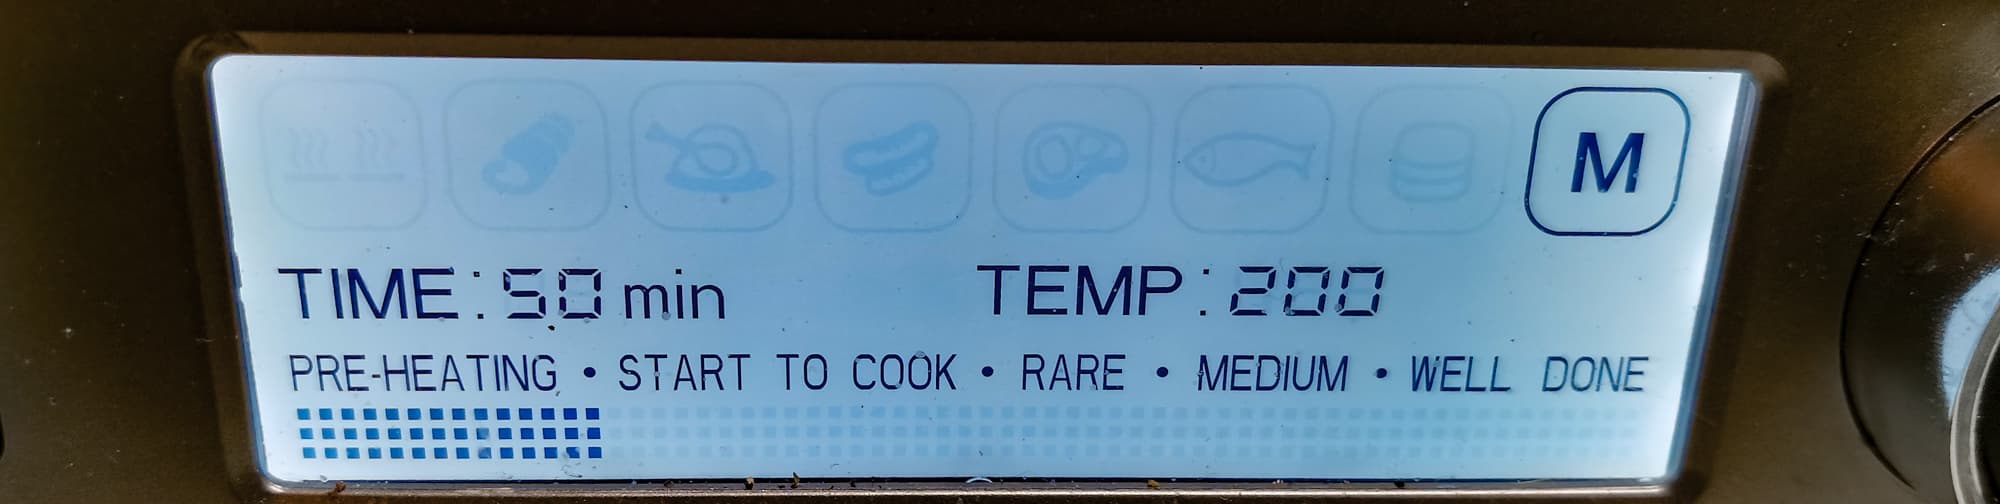 M
TIME: 50 min TEMP: 200
PRE-HEATING • START TO COOK • RARE • MEDIUM • WELL DONE